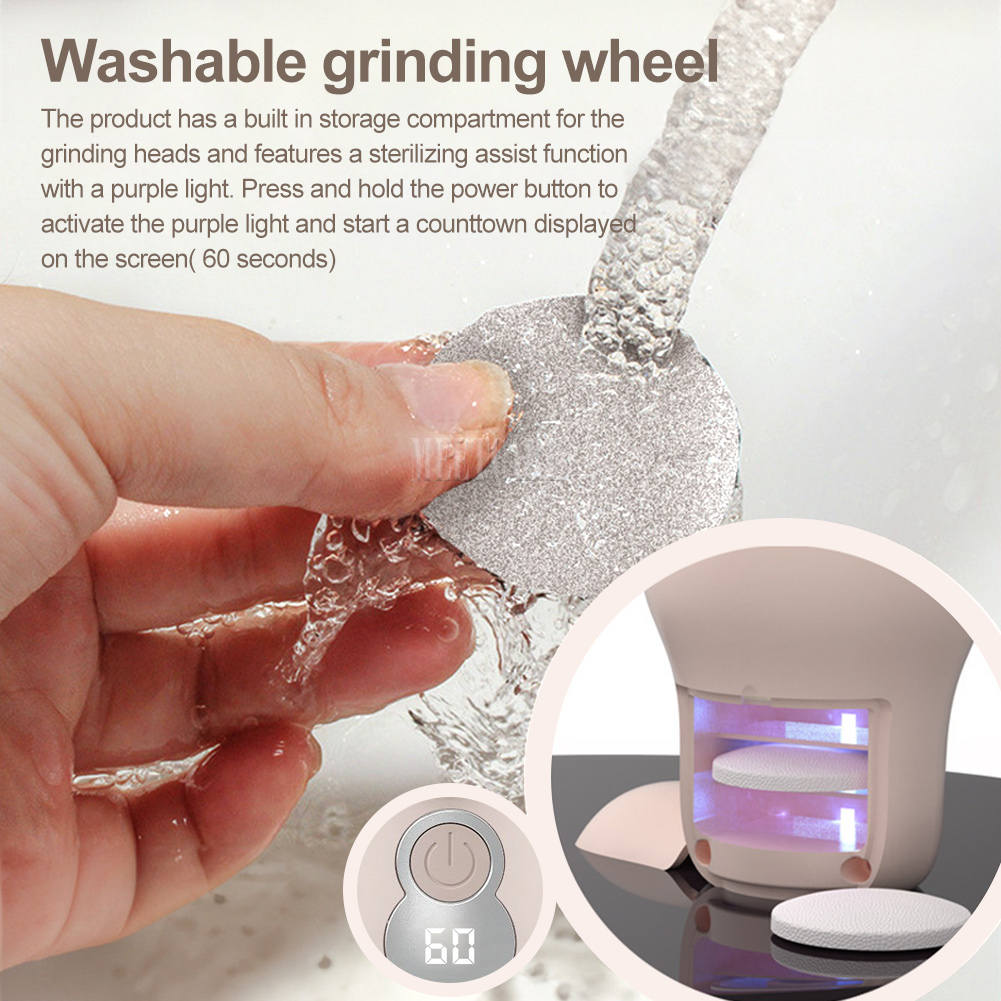 Washable grinding wheel
The product has a built in storage compartment for the
grinding heads and features a sterilizing assist function
with a purple light. Press and hold the power button to
activate the purple light and start a counttown displayed
on the screen( 60 seconds)
60